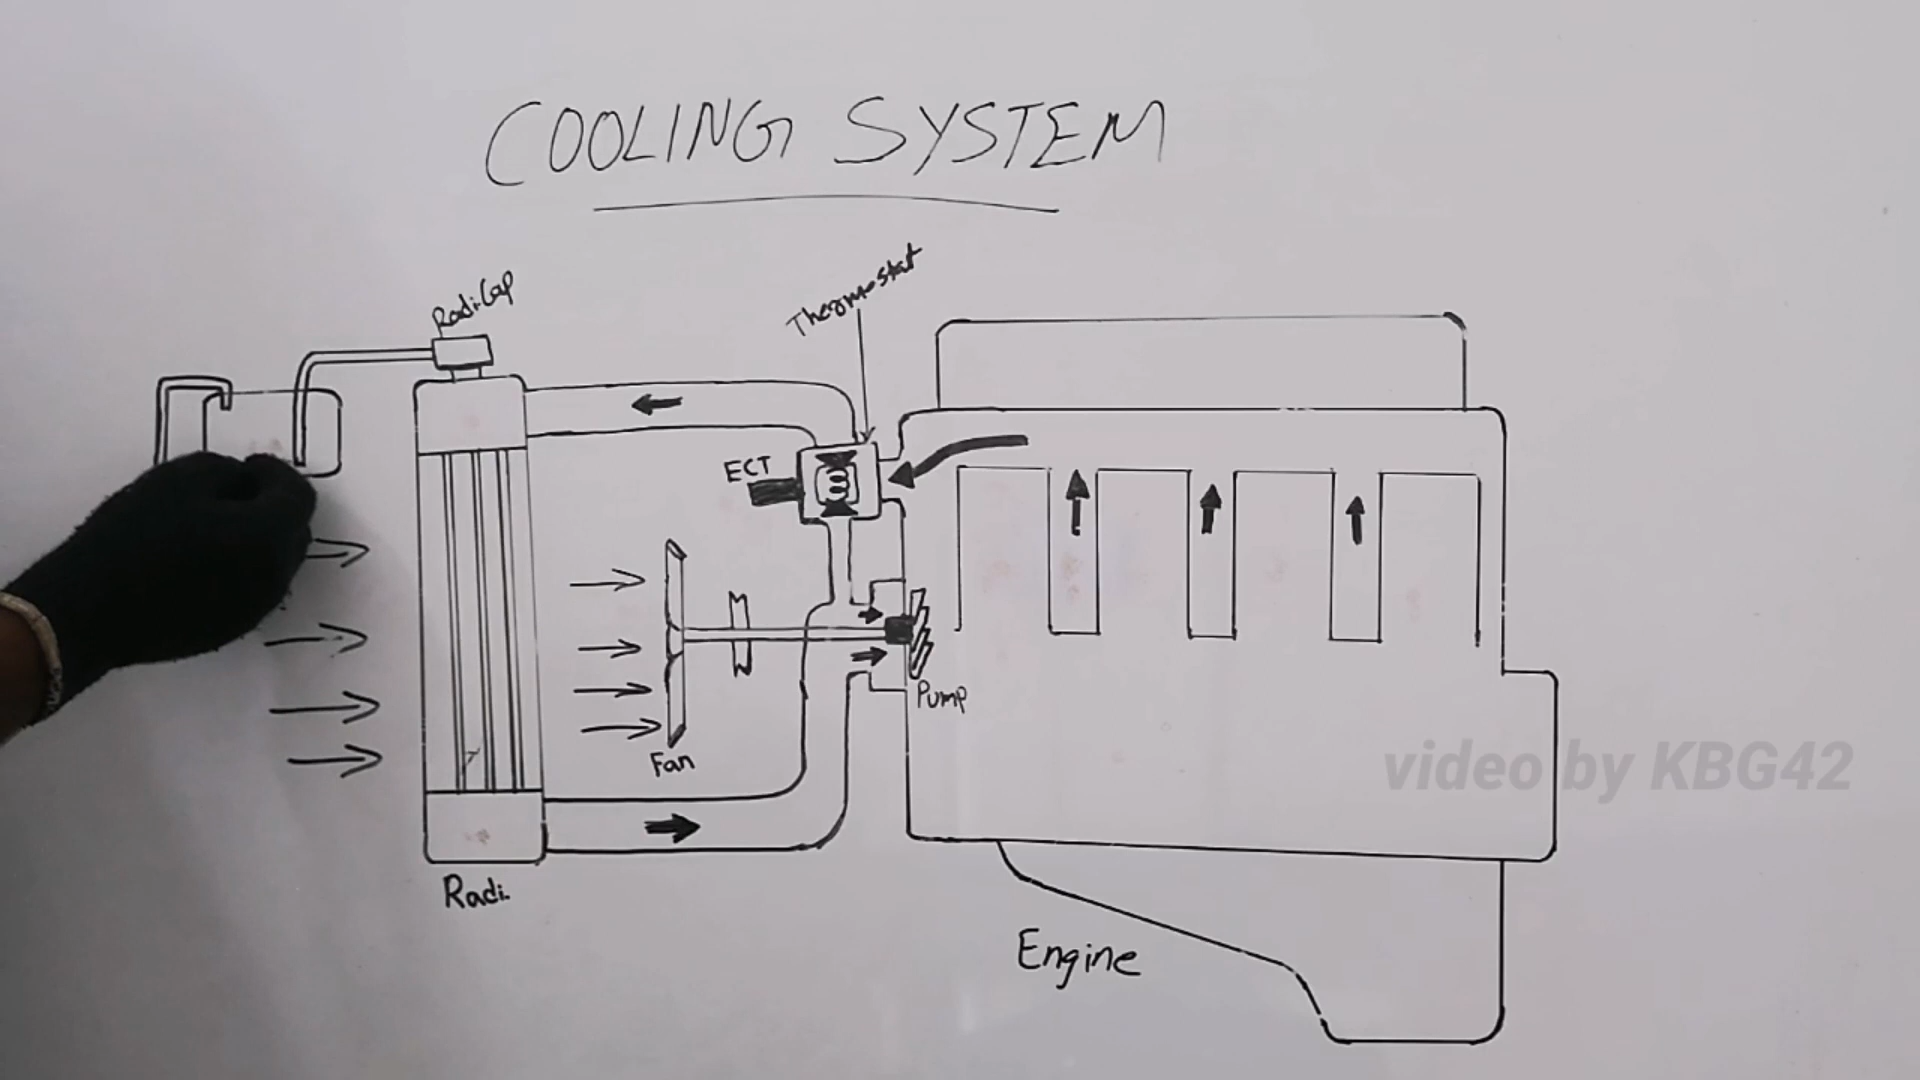 COOLING SYSTEM
Radi.Cap
Thermostat
ECT
Pump
Fan
video by KBG42
Radi.
Engine